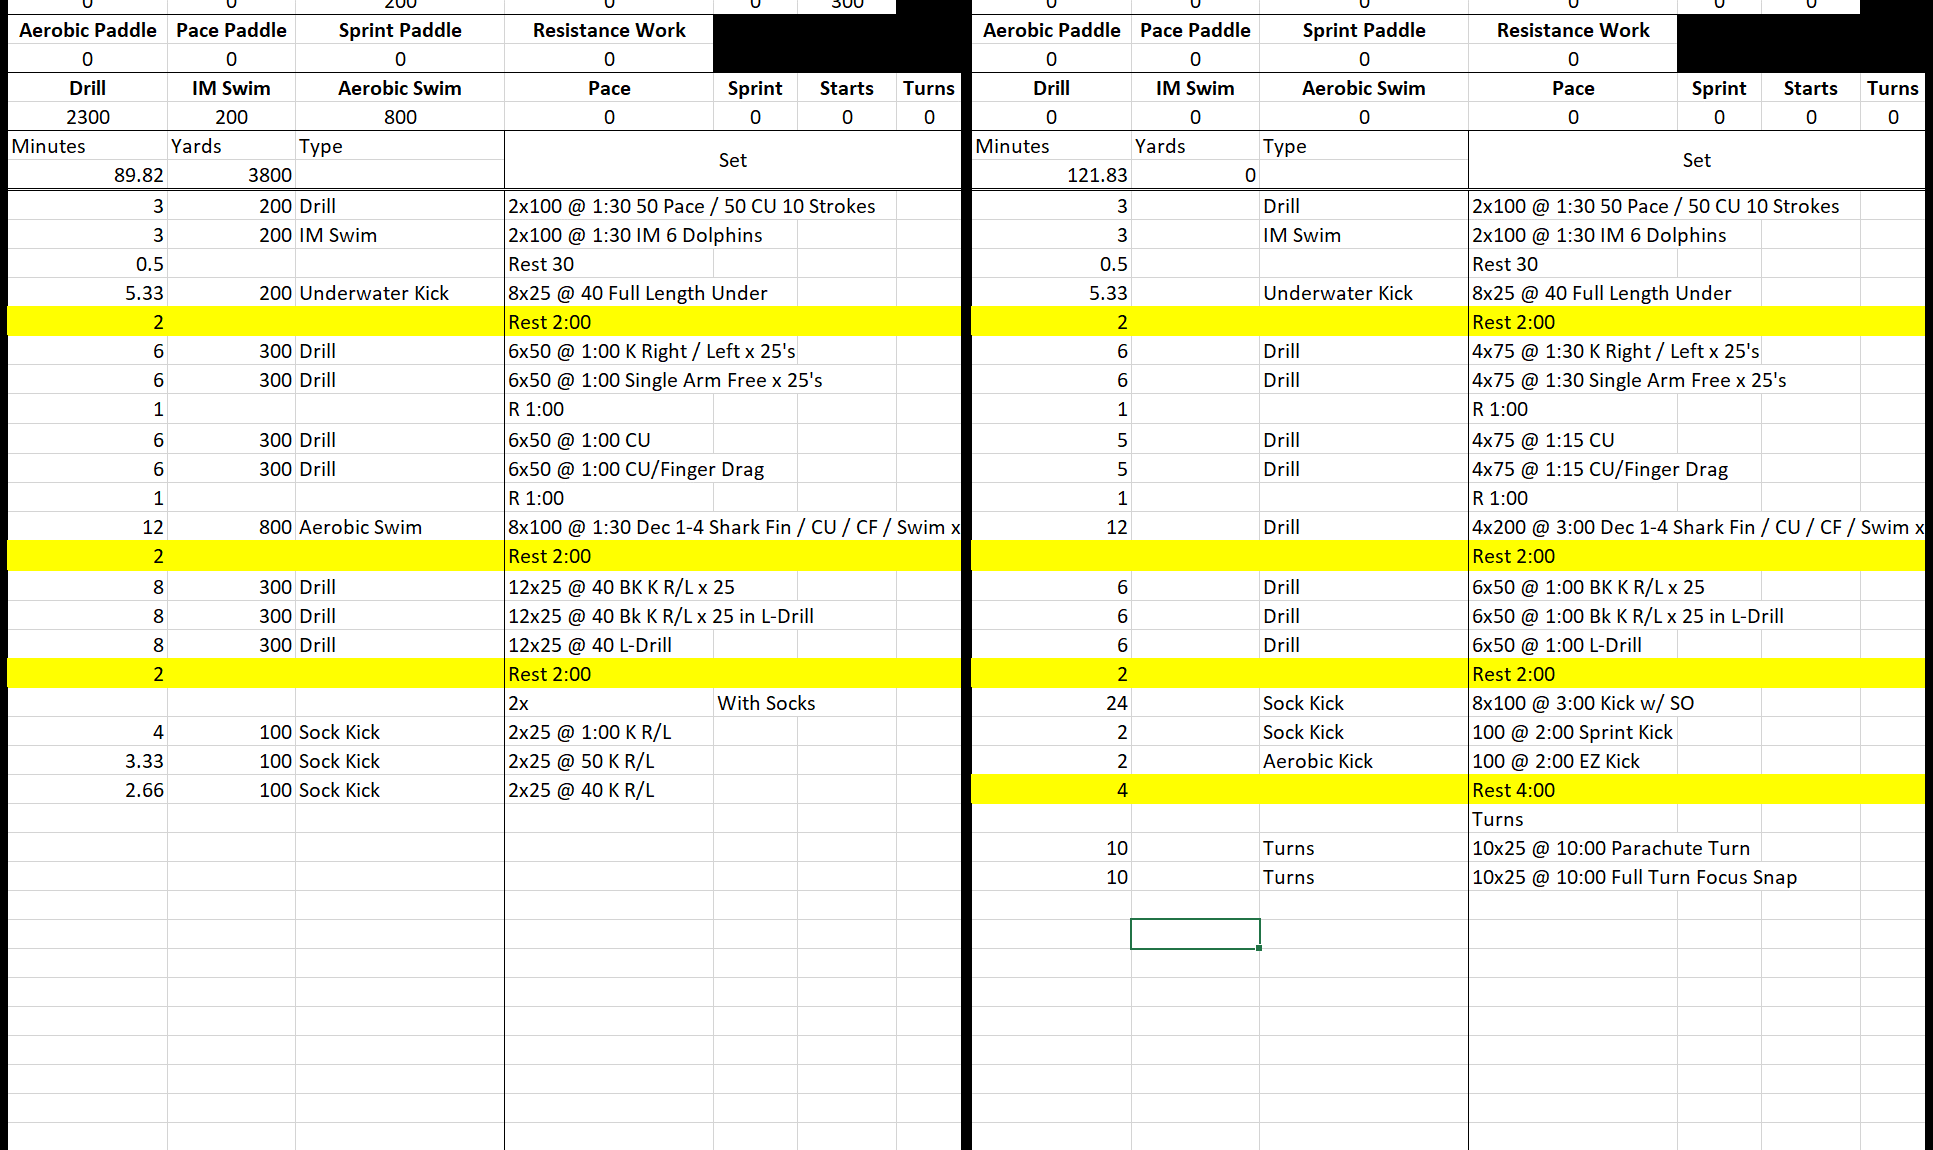 0 0 200 0 0 300
Aerobic Paddle Pace Paddle Sprint Paddle Resistance Work
0 0 0 0
Drill IM Swim Aerobic Swim Pace Sprint Starts Turns
2300 200 800 0 0 0 0
Minutes Yards Type Set
89.82 3800
3 200 Drill 2x100 @ 1:30 50 Pace / 50 CU 10 Strokes
3 200 IM Swim 2x100 @ 1:30 IM 6 Dolphins
0.5 Rest 30
5.33 200 Underwater Kick 8x25 @ 40 Full Length Under
2 Rest 2:00
6 300 Drill 6x50 @ 1:00 K Right / Left x 25's
6 300 Drill 6x50 @ 1:00 Single Arm Free x 25's
1 R 1:00
6 300 Drill 6x50 @ 1:00 CU
6 300 Drill 6x50 @ 1:00 CU/Finger Drag
1 R 1:00
12 800 Aerobic Swim 8x100 @ 1:30 Dec 1-4 Shark Fin / CU / CF / Swim x
2 Rest 2:00
8 300 Drill 12x25 @ 40 BK K R/L x 25
8 300 Drill 12x25 @ 40 Bk K R/L x 25 in L-Drill
8 300 Drill 12x25 @ 40 L-Drill
2 Rest 2:00
2x With Socks
4 100 Sock Kick 2x25 @ 1:00 K R/L
3.33 100 Sock Kick 2x25 @ 50 K R/L
2.66 100 Sock Kick 2x25 @ 40 K R/L
0 0 0 0 0 0
Aerobic Paddle Pace Paddle Sprint Paddle Resistance Work
0 0 0 0
Drill IM Swim Aerobic Swim Pace Sprint Starts Turns
0 0 0 0 0 0 0
Minutes Yards Type Set
121.83 0
3 Drill 2x100 @ 1:30 50 Pace / 50 CU 10 Strokes
3 IM Swim 2x100 @ 1:30 IM 6 Dolphins
0.5 Rest 30
5.33 Underwater Kick 8x25 @ 40 Full Length Under
2 Rest 2:00
6 Drill 4x75 @ 1:30 K Right / Left x 25's
6 Drill 4x75 @ 1:30 Single Arm Free x 25's
1 R 1:00
5 Drill 4x75 @ 1:15 CU
5 Drill 4x75 @ 1:15 CU/Finger Drag
1 R 1:00
12 Drill 4x200 @ 3:00 Dec 1-4 Shark Fin / CU / CF / Swim x
Rest 2:00
6 Drill 6x50 @ 1:00 BK K R/L x 25
6 Drill 6x50 @ 1:00 Bk K R/L x 25 in L-Drill
6 Drill 6x50 @ 1:00 L-Drill
2 Rest 2:00
24 Sock Kick 8x100 @ 3:00 Kick w/ SO
2 Sock Kick 100 @ 2:00 Sprint Kick
2 Aerobic Kick 100 @ 2:00 EZ Kick
4 Rest 4:00
Turns
10 Turns 10x25 @ 10:00 Parachute Turn
10 Turns 10x25 @ 10:00 Full Turn Focus Snap